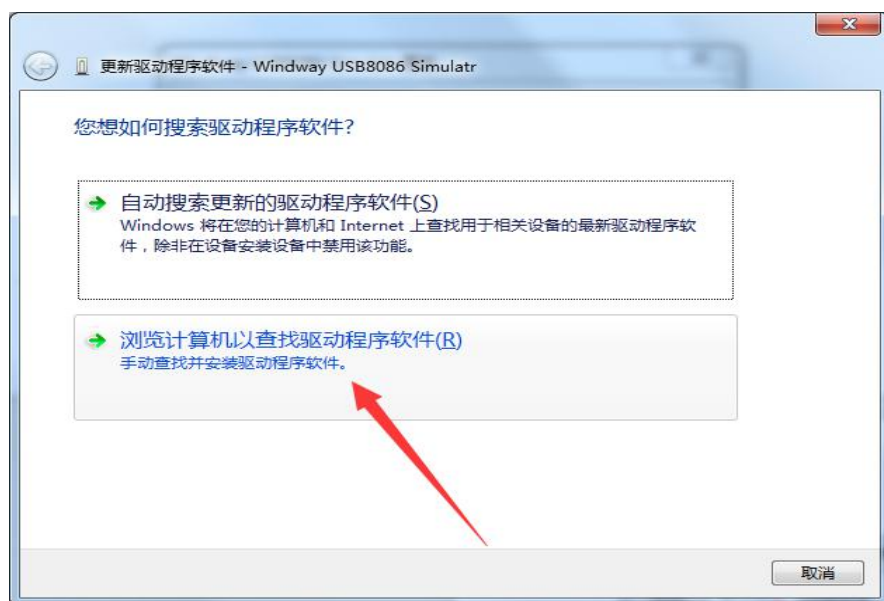 更新驱动程序软件 - Windway USB8086 Simulatr
您想如何搜索驱动程序软件?
自动搜索更新的驱动程序软件(S)
Windows 将在您的计算机和 Internet 上查找用于相关设备的最新驱动程序软
件，除非在设备安装设备中禁用该功能。
浏览计算机以查找驱动程序软件(R)
手动查找并安装驱动程序软件。
取消